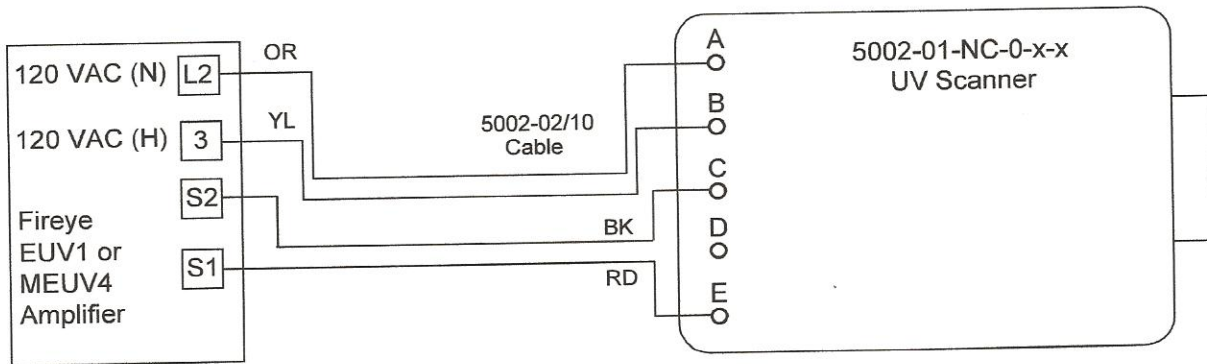 120 VAC (N) L2
120 VAC (H) 3
S2
S1
Fireye
EUV1 or
MEUV4
Amplifier
OR
YL
BK
RD
5002-02/10
Cable
A
B
C
D
E
5002-01-NC-0-x-x
UV Scanner